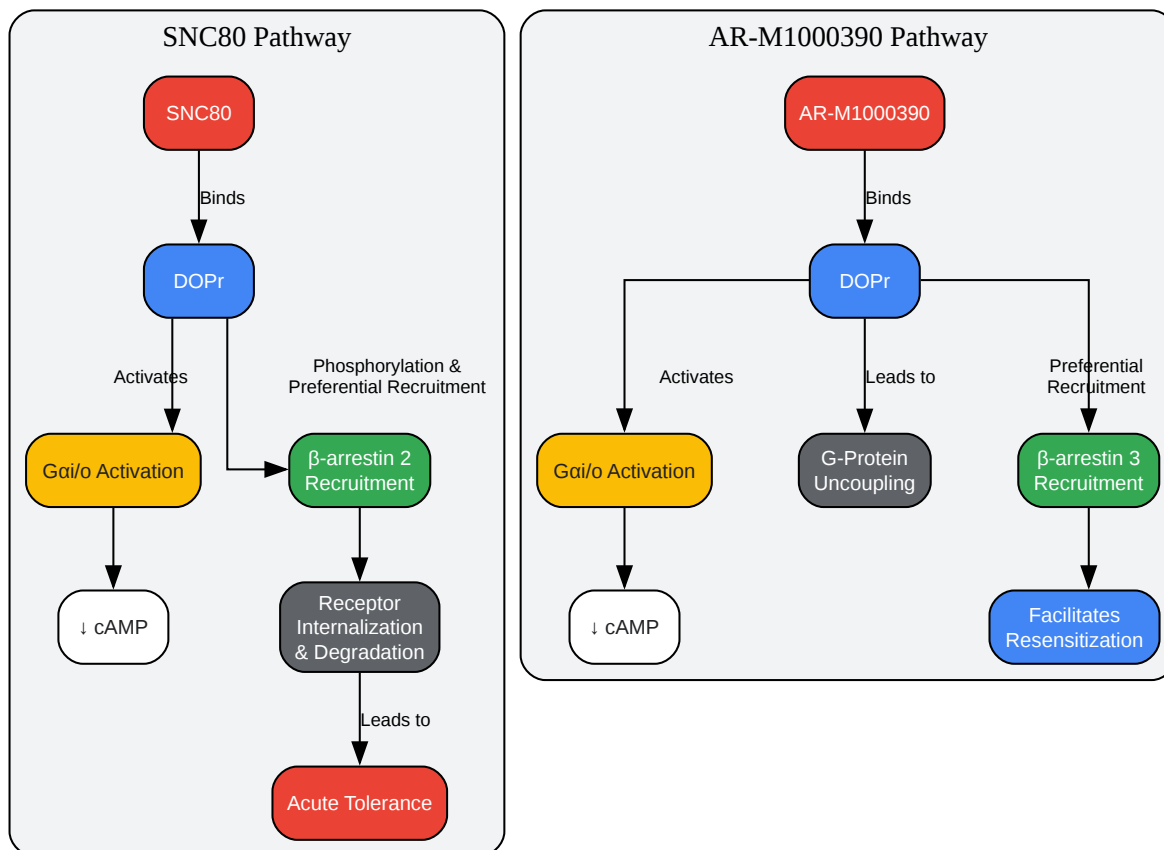 SNC80 Pathway
SNC80
Binds
DOPr
Activates
Phosphorylation &
Preferential Recruitment
Gαi/o Activation
β-arrestin 2
Recruitment
↓ cAMP
Receptor
Internalization
& Degradation
Leads to
Acute Tolerance
AR-M1000390 Pathway
AR-M1000390
Binds
DOPr
Activates
Leads to
Preferential
Recruitment
Gαi/o Activation
G-Protein
Uncoupling
β-arrestin 3
Recruitment
↓ cAMP
Facilitates
Resensitization